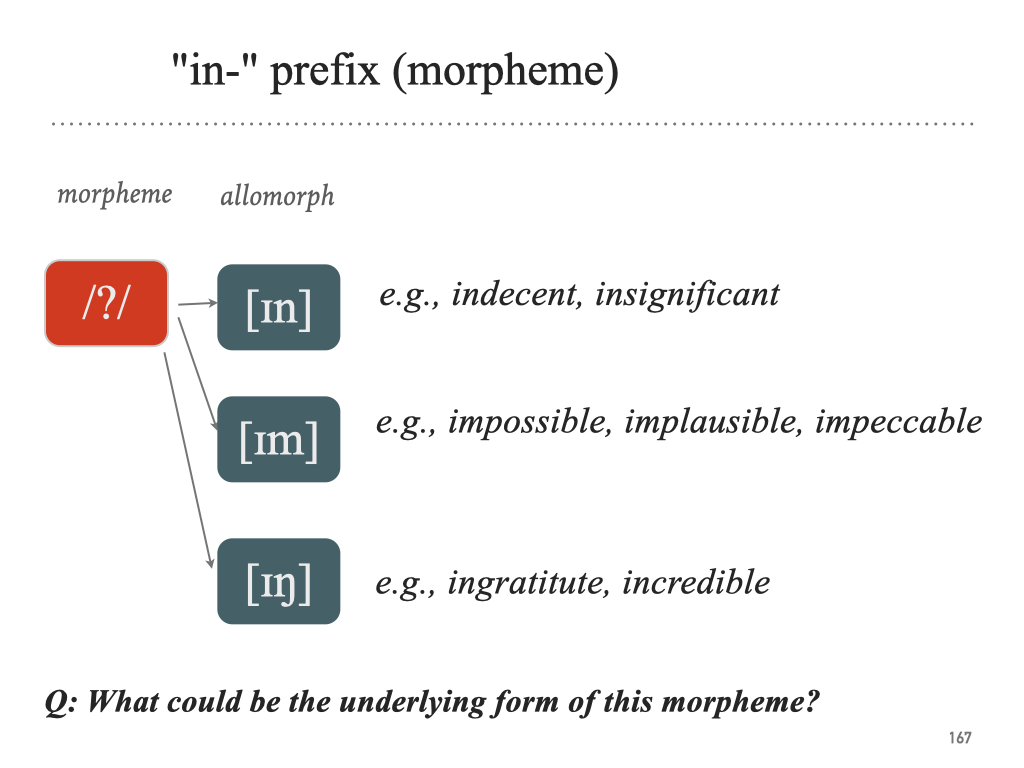 "in-" prefix (morpheme)
morpheme allomorph
/?/ [ɪn] e.g., indecent, insignificant
[ɪm] e.g., impossible, implausible, impeccable
[ɪŋ] e.g., ingratitute, incredible
Q: What could be the underlying form of this morpheme?
167